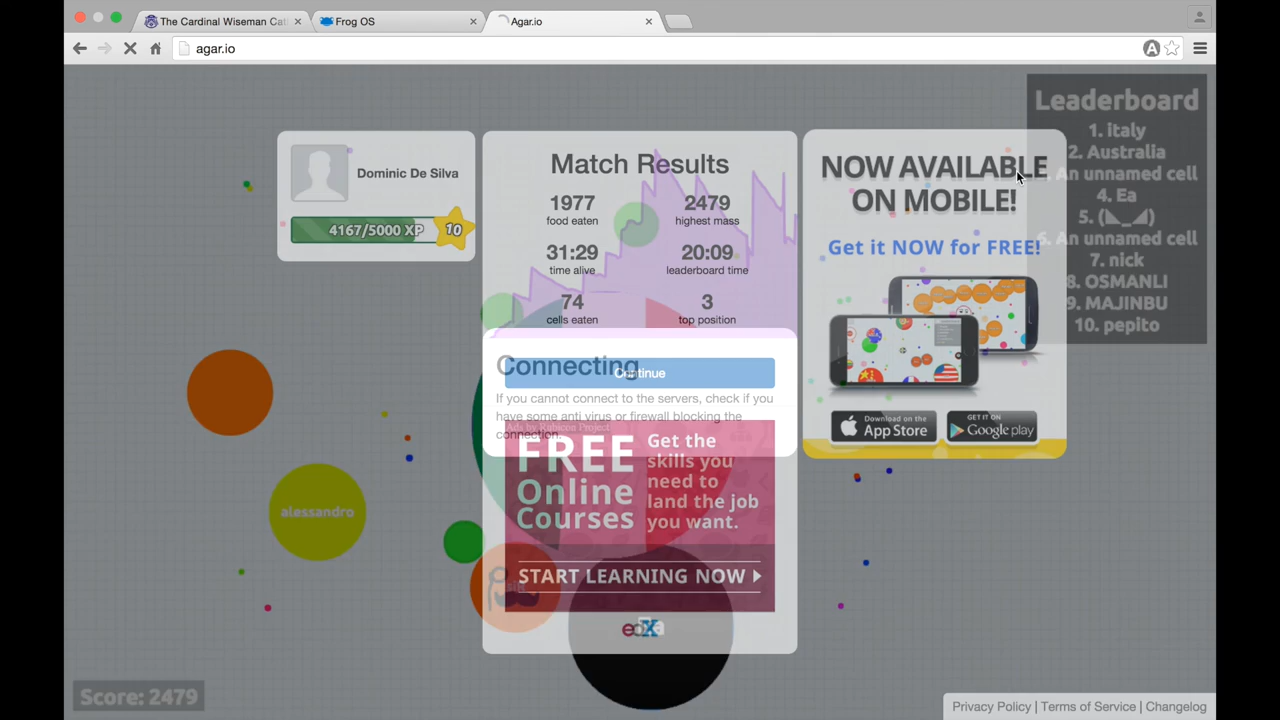 The Cardinal Wiseman Cat
Frog OS
Agar.io
agar.io
Leaderboard
1. italy
2. Australia
An unnamed cell
4. Ea
5. (◣_◢)
6. An unnamed cell
7. nick
8. OSMANLI
9. MAJINBU
10. pepito
Dominic De Silva
4167/5000 XP
10
Match Results
1977
food eaten
2479
highest mass
31:29
time alive
20:09
leaderboard time
74
cells eaten
3
top position
Connecting
Continue
If you cannot connect to the servers, check if you
have some anti virus or firewall blocking the
connection.
Ads by Rubicon Project
FREE
Online
Courses
Get the
skills you
need to
land the job
you want.
START LEARNING NOW
edX
NOW AVAILABLE
ON MOBILE!
Get it NOW for FREE!
Download on the
App Store
GET IT ON
Google play
alessandro
Score: 2479
Privacy Policy | Terms of Service | Changelog